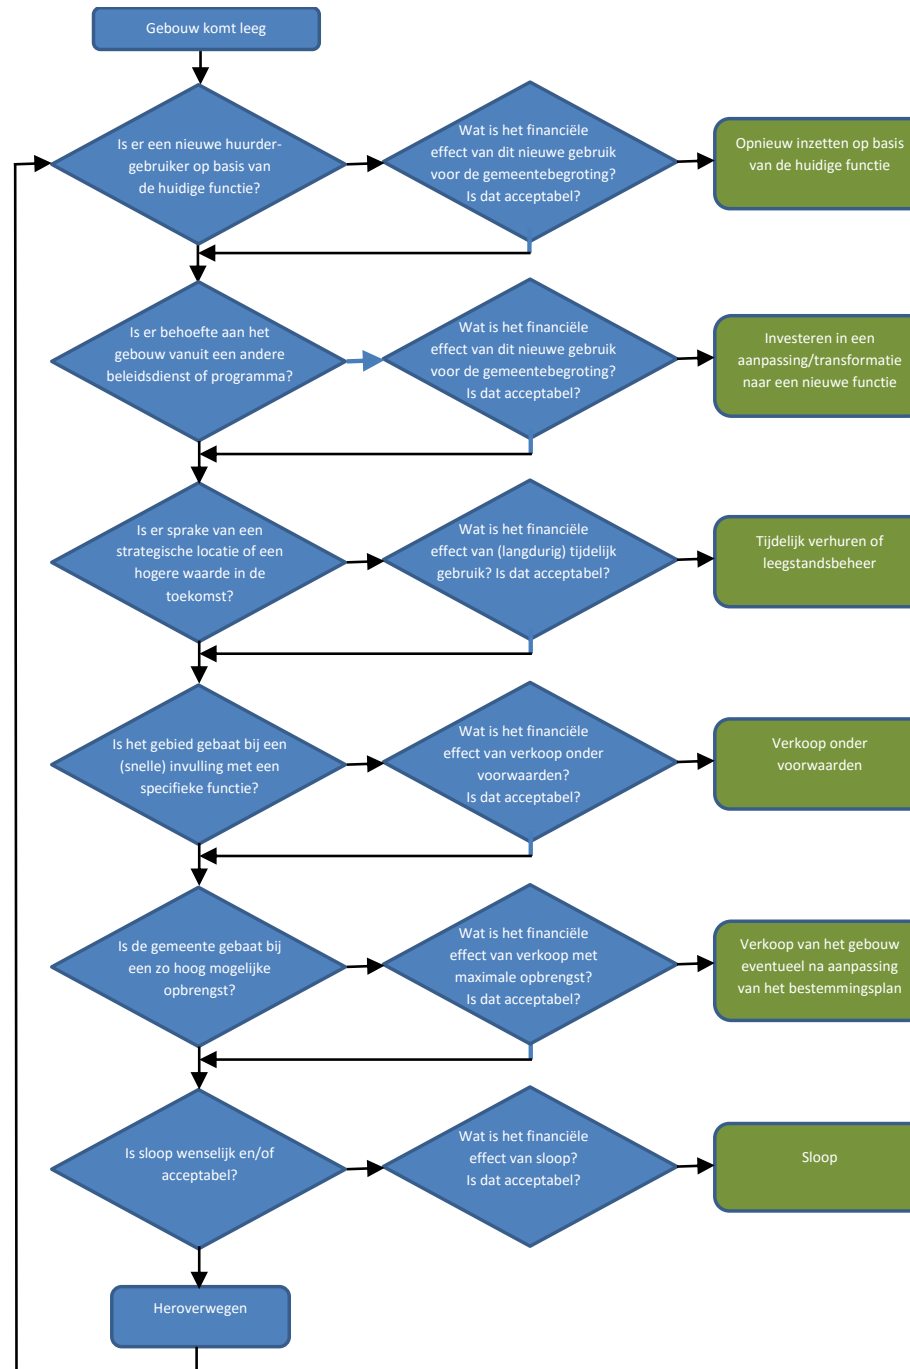 Gebouw komt leeg
Is er een nieuwe huurder-
gebruiker op basis van
de huidige functie?
Wat is het financiële
effect van dit nieuwe gebruik
voor de gemeentebegroting?
Is dat acceptabel?
Opnieuw inzetten op basis
van de huidige functie
Is er behoefte aan het
gebouw vanuit een andere
beleidsdienst of programma?
Wat is het financiële
effect van dit nieuwe gebruik
voor de gemeentebegroting?
Is dat acceptabel?
Investeren in een
aanpassing/transformatie
naar een nieuwe functie
Is er sprake van een
strategische locatie of een
hogere waarde in de
toekomst?
Wat is het financiële
effect van (langdurig) tijdelijk
gebruik? Is dat acceptabel?
Tijdelijk verhuren of
leegstandsbeheer
Is het gebied gebaat bij een
(snelle) invulling met een
specifieke functie?
Wat is het financiële
effect van verkoop onder
voorwaarden?
Is dat acceptabel?
Verkoop onder
voorwaarden
Is de gemeente gebaat bij
een zo hoog mogelijke
opbrengst?
Wat is het financiële
effect van verkoop met
maximale opbrengst?
Is dat acceptabel?
Verkoop van het gebouw
eventueel na aanpassing
van het bestemmingsplan
Is sloop wenselijk en/of
acceptabel?
Wat is het financiële
effect van sloop?
Is dat acceptabel?
Sloop
Heroverwegen